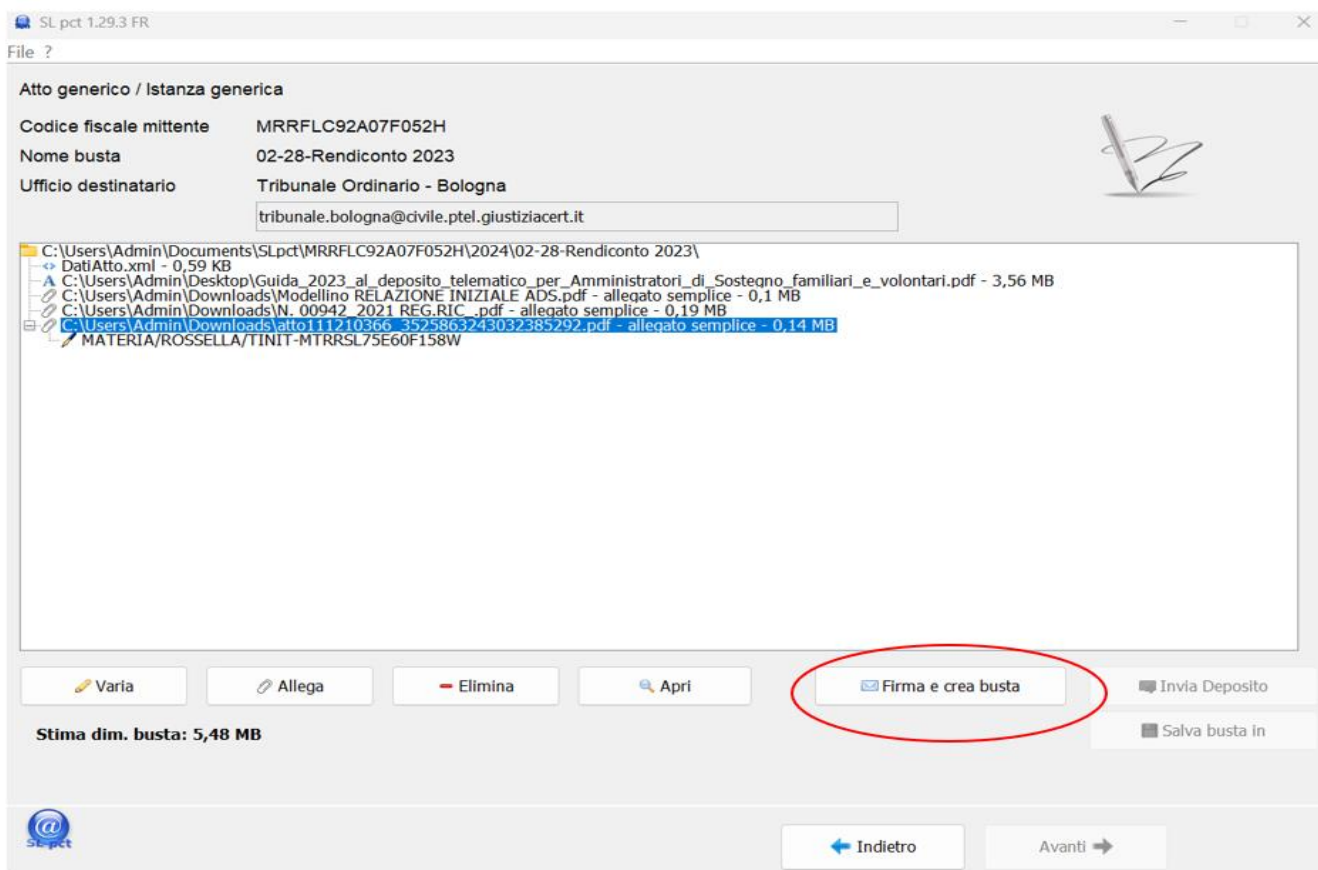 SL pct 1.29.3 FR
File ?
Atto generico / Istanza generica
Codice fiscale mittente MRRFLC92A07F052H
Nome busta 02-28-Rendiconto 2023
Ufficio destinatario Tribunale Ordinario - Bologna
tribunale.bologna@civile.ptel.giustiziacert.it
C:\Users\Admin\Documents\SLpct\MRRFLC92A07F052H\2024\02-28-Rendiconto 2023\
DatiAtto.xml - 0,59 KB
C:\Users\Admin\Desktop\Guida_2023_al_deposito_telematico_per_Amministratori_di_Sostegno_familiari_e_volontari.pdf - 3,56 MB
C:\Users\Admin\Downloads\Modellino RELAZIONE INIZIALE ADS.pdf - allegato semplice - 0,1 MB
C:\Users\Admin\Downloads\N. 00942_2021 REG.RIC_.pdf - allegato semplice - 0,19 MB
C:\Users\Admin\Downloads\atto111210366_3525863243032385292.pdf - allegato semplice - 0,14 MB
MATERIA/ROSSELLA/TINIT-MTRRSL75E60F158W
Varia Allega Elimina Apri Firma e crea busta Invia Deposito
Stima dim. busta: 5,48 MB Salva busta in
SL pct
Indietro Avanti